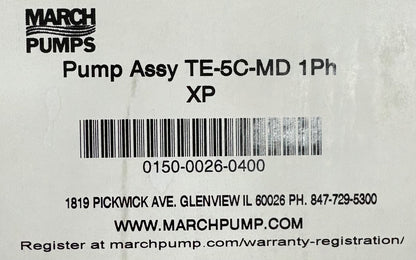 MARCH
PUMPS
Pump Assy TE-5C-MD 1Ph
XP
0150-0026-0400
1819 PICKWICK AVE. GLENVIEW IL 60026 PH. 847-729-5300
WWW.MARCHPUMP.COM
Register at marchpump.com/warranty-registration/